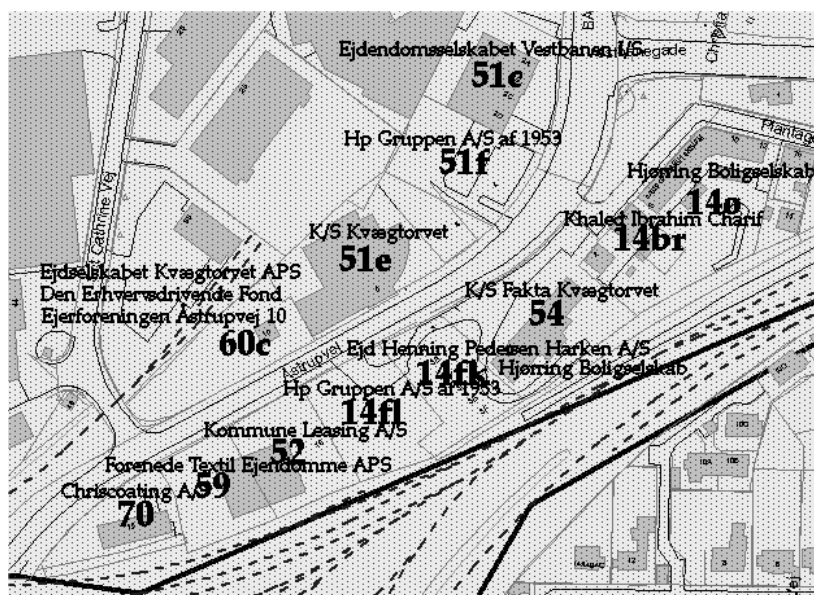 Ejdendomsselskabet Vestbanen I/S
51c
Hp Gruppen A/S af 1953
51f
Plantag
Hjørring Boligselskab
14ø
Khaled Ibrahim Charif
14br
K/S Kvægtorvet
51e
Cathrine Vej
Ejdselskabet Kvægtorvet APS
Den Erhvervsdrivende Fond
Ejerforeningen Åstrupvej 10
60c
K/S Fakta Kvægtorvet
54
Åstrupvej
Ejd Henning Pedersen Harken A/S
14fk
Hjørring Boligselskab
Hp Gruppen A/S af 1953
14fl
Kommune Leasing A/S
52
Forenede Textil Ejendomme APS
59
Chriscoating A/S
70